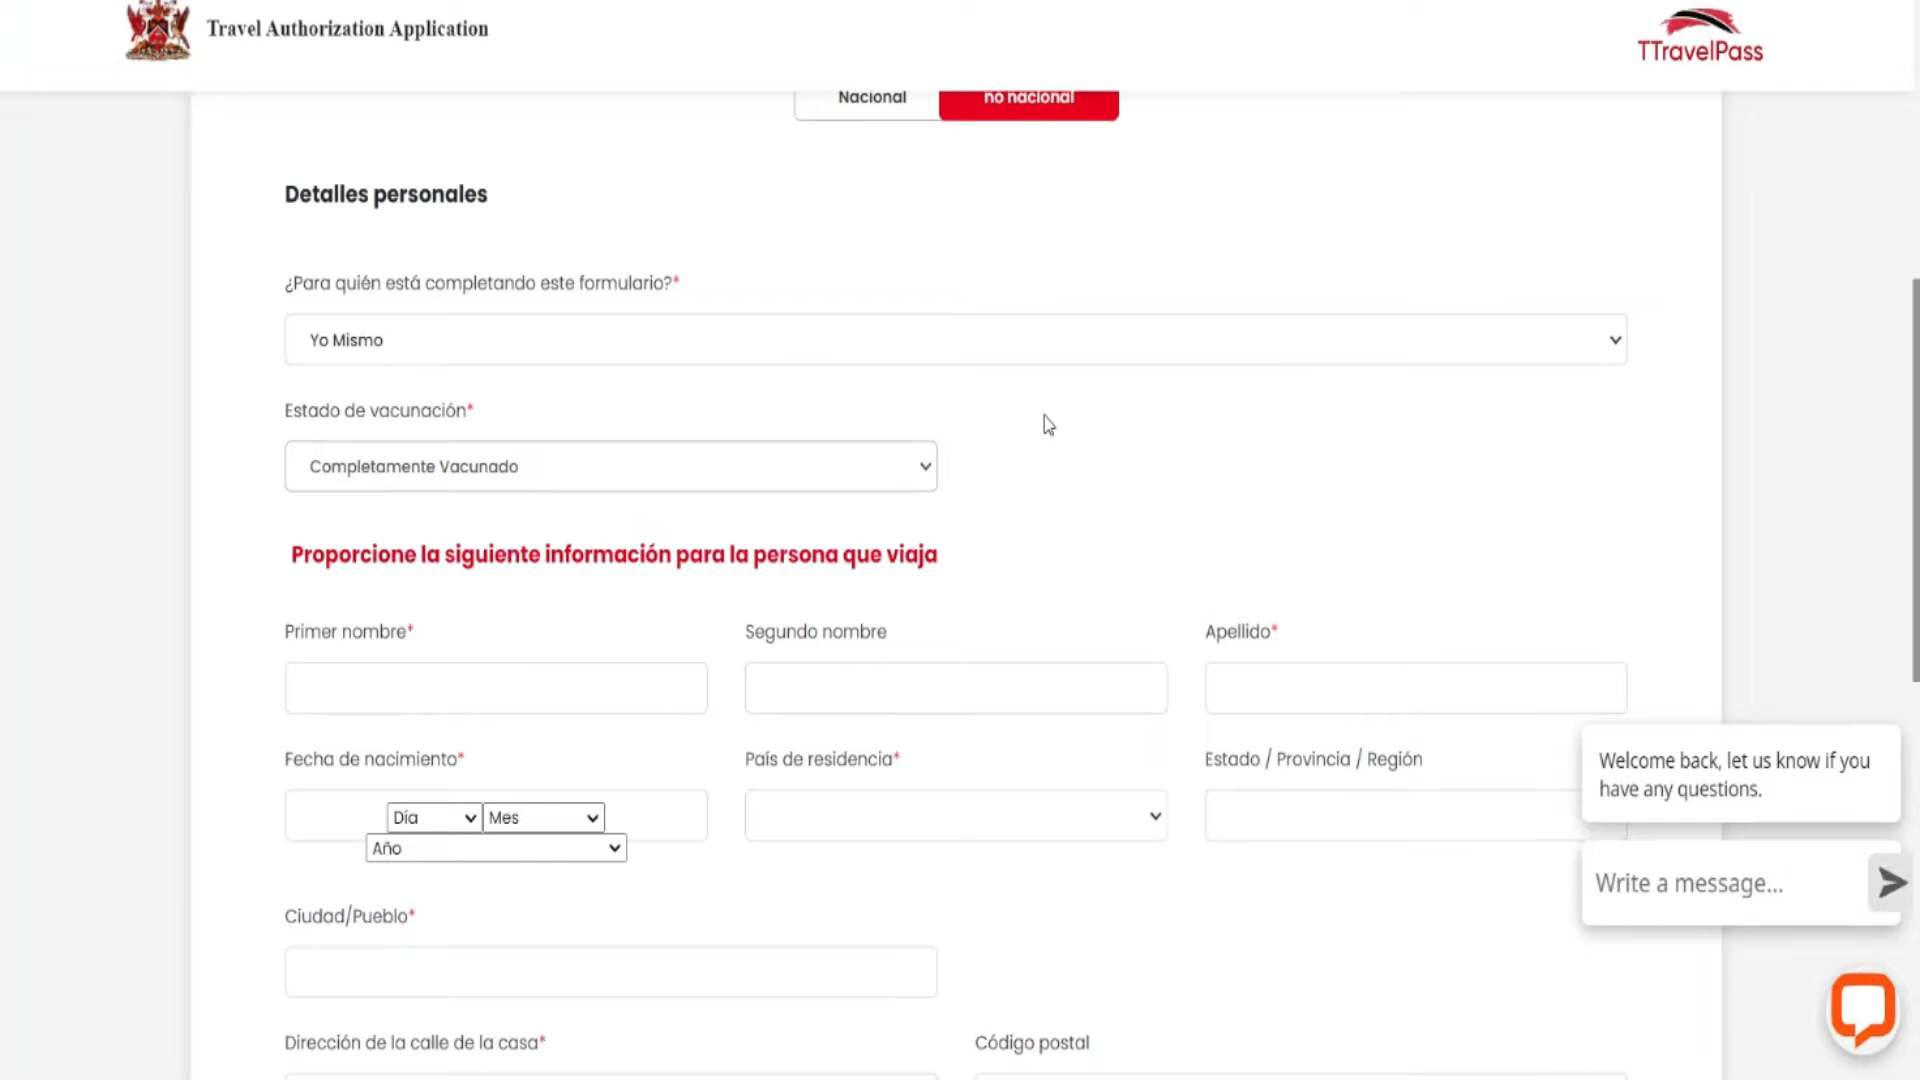 Travel Authorization Application
TTravelPass
Nacional
no nacional
Detalles personales
¿Para quién está completando este formulario?*
Yo Mismo
Estado de vacunación*
Completamente Vacunado
Proporcione la siguiente información para la persona que viaja
Primer nombre*
Segundo nombre
Apellido*
Fecha de nacimiento*
País de residencia*
Estado / Provincia / Región
Día
Mes
Año
Ciudad/Pueblo*
Dirección de la calle de la casa*
Código postal
Welcome back, let us know if you
have any questions.
Write a message...